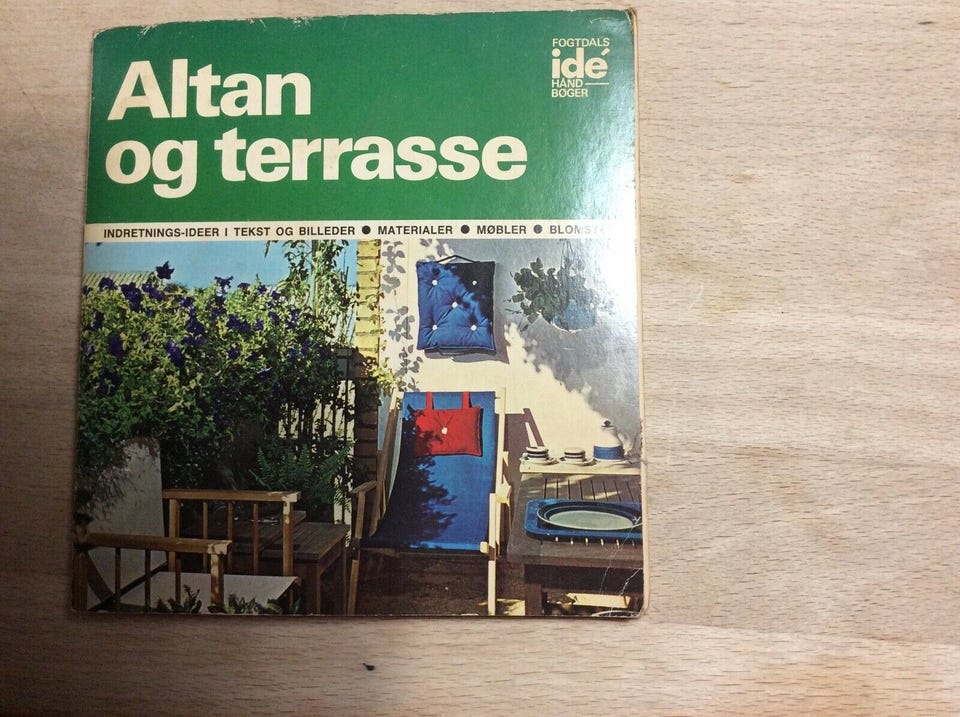 Altan
og terrasse
FOGTDALS
idé
HÅND
BØGER
INDRETNINGS-IDEER I TEKST OG BILLEDER ● MATERIALER ● MØBLER ●